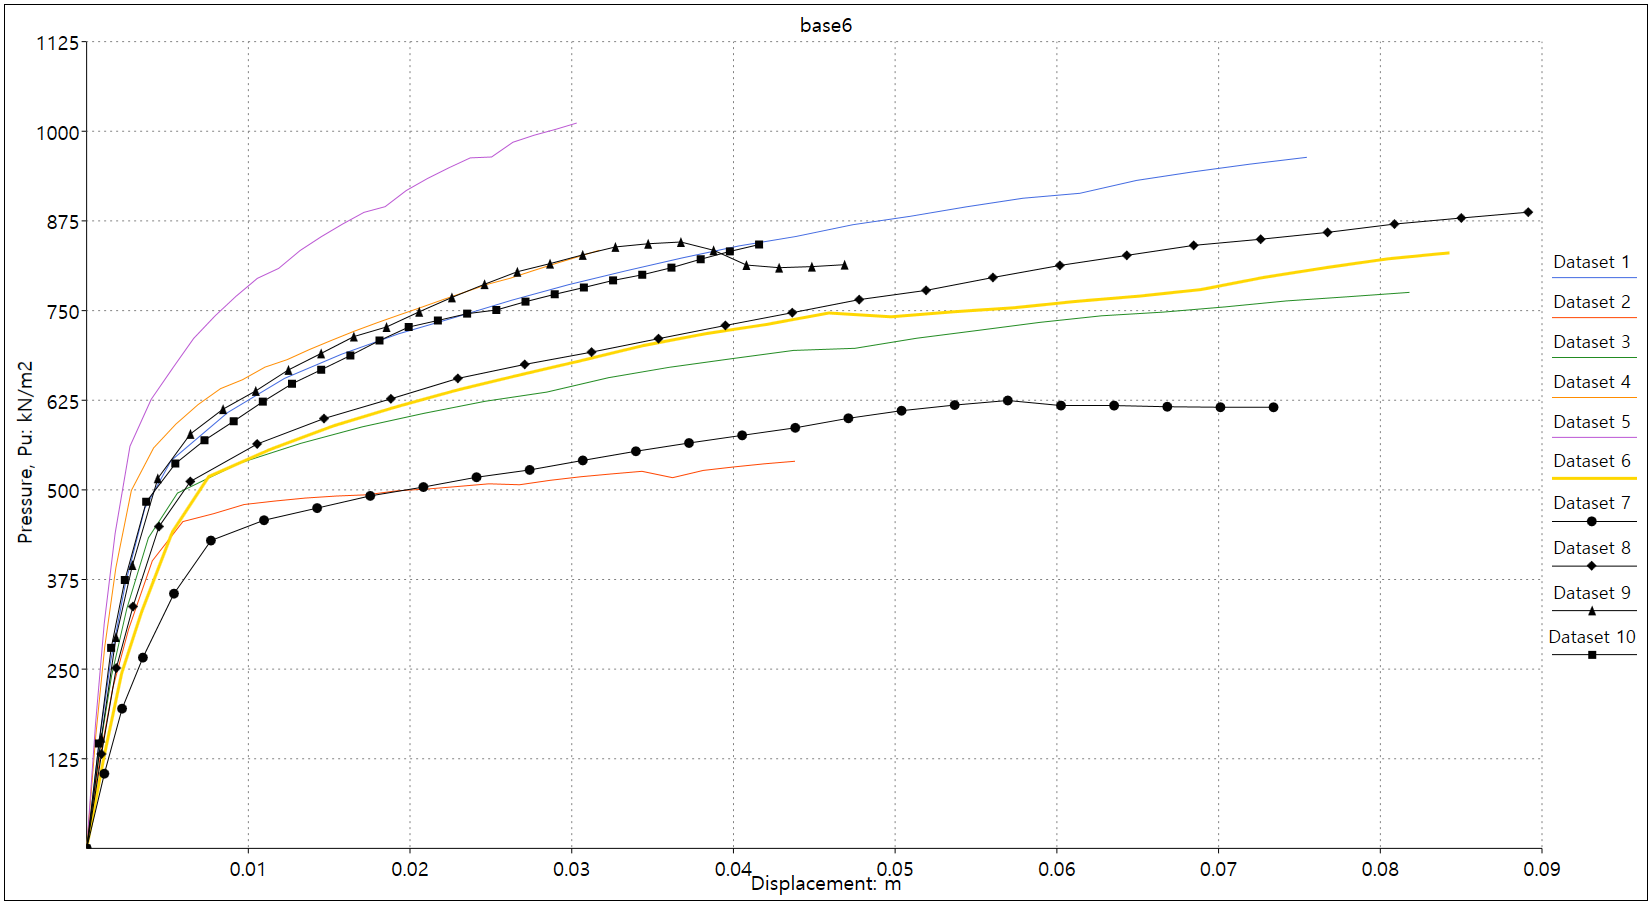 base6
1125
1000
875
750
625
500
375
250
125
Pressure, Pu: kN/m2
0.01 0.02 0.03 0.04 0.05 0.06 0.07 0.08 0.09
Displacement: m
Dataset 1
Dataset 2
Dataset 3
Dataset 4
Dataset 5
Dataset 6
Dataset 7
Dataset 8
Dataset 9
Dataset 10